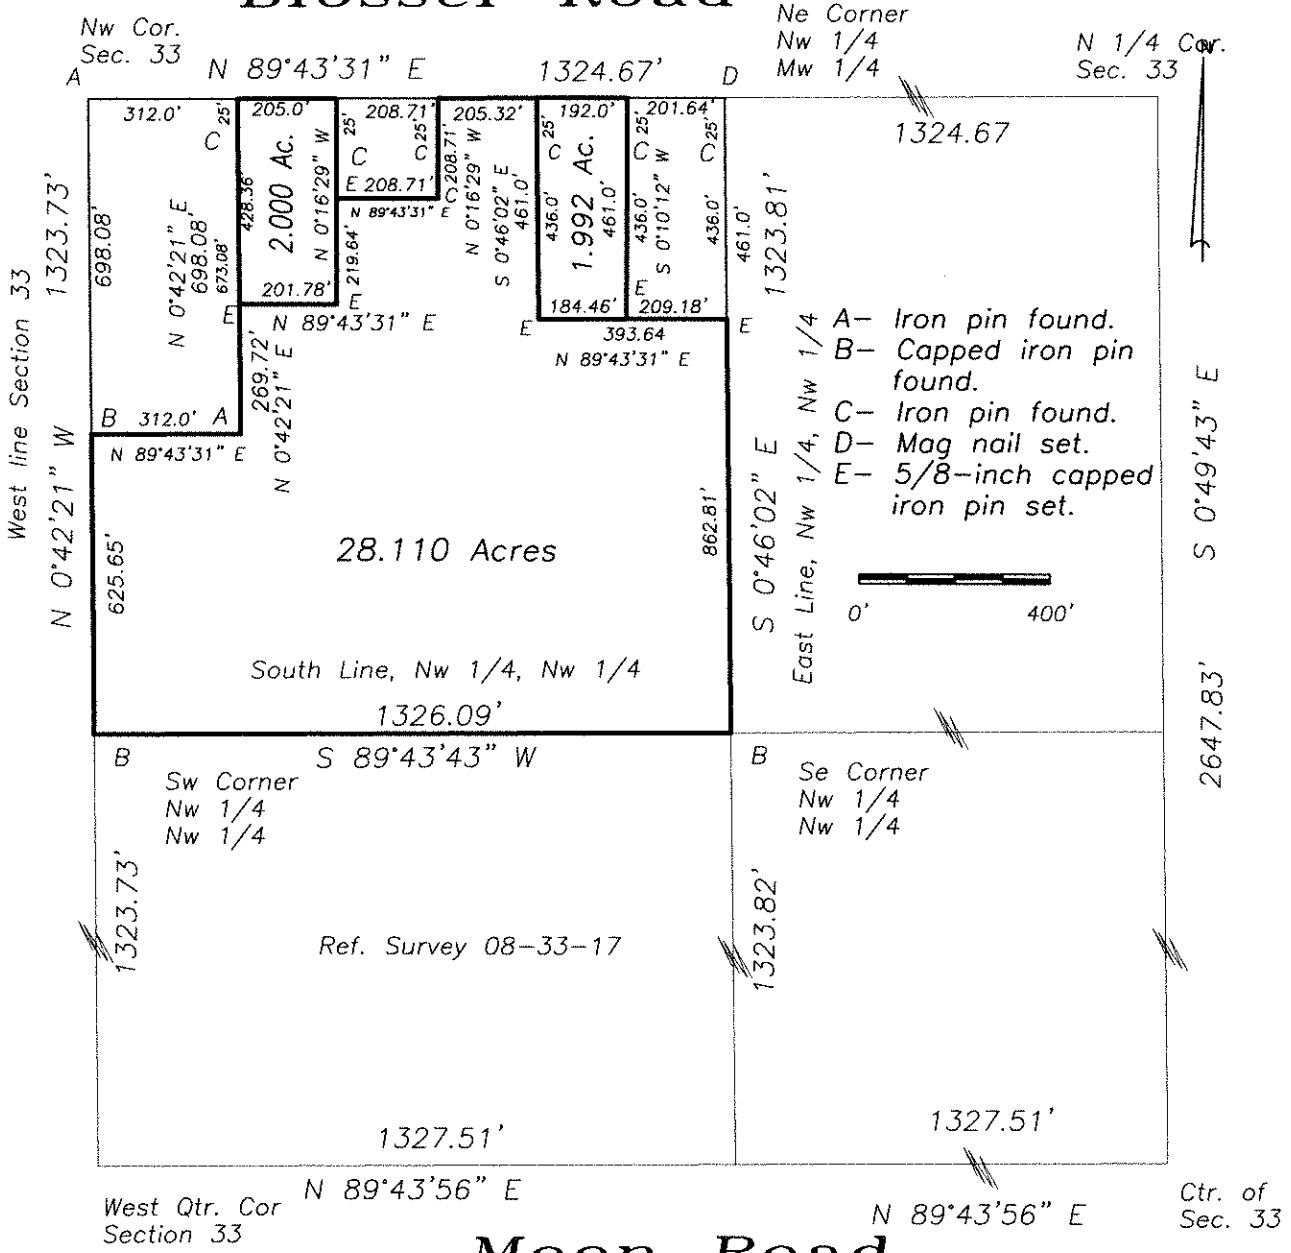 Blosser Road
Nw Cor.
Sec. 33
A
N 89°43'31" E
1324.67'
D
Ne Corner
Nw 1/4
Mw 1/4
N 1/4 Cor.
Sec. 33
N
312.0'
25'
C
205.0'
208.71'
25'
C
25'
C
205.32'
25'
C
192.0'
25'
C
201.64'
25'
C
1324.67
West line Section 33
1323.73'
698.08'
N 0°42'21" E
698.08'
673.08'
428.36'
2.000 Ac.
N 0°16'29" W
E 208.71'
N 89°43'31" E
219.64'
208.71'
C
N 0°16'29" W
S 0°46'02" E
461.0'
436.0'
1.992 Ac.
461.0'
436.0'
S 0°10'12" W
436.0'
461.0'
1323.81'
201.78'
E
E
N 89°43'31" E
184.46'
E
209.18'
E
393.64
E
N 89°43'31" E
269.72'
N 0°42'21" E
B 312.0' A
N 89°43'31" E
N 0°42'21" W
625.65'
28.110 Acres
862.81'
S 0°46'02" E
East Line, Nw 1/4, Nw 1/4
A- Iron pin found.
B- Capped iron pin
found.
C- Iron pin found.
D- Mag nail set.
E- 5/8-inch capped
iron pin set.
0' 400'
S 0°49'43" E
2647.83'
South Line, Nw 1/4, Nw 1/4
1326.09'
B
S 89°43'43" W
B
Sw Corner
Nw 1/4
Nw 1/4
Se Corner
Nw 1/4
Nw 1/4
1323.73'
Ref. Survey 08-33-17
1323.82'
1327.51'
1327.51'
N 89°43'56" E
N 89°43'56" E
West Qtr. Cor
Section 33
Ctr. of
Sec. 33
Moon Road